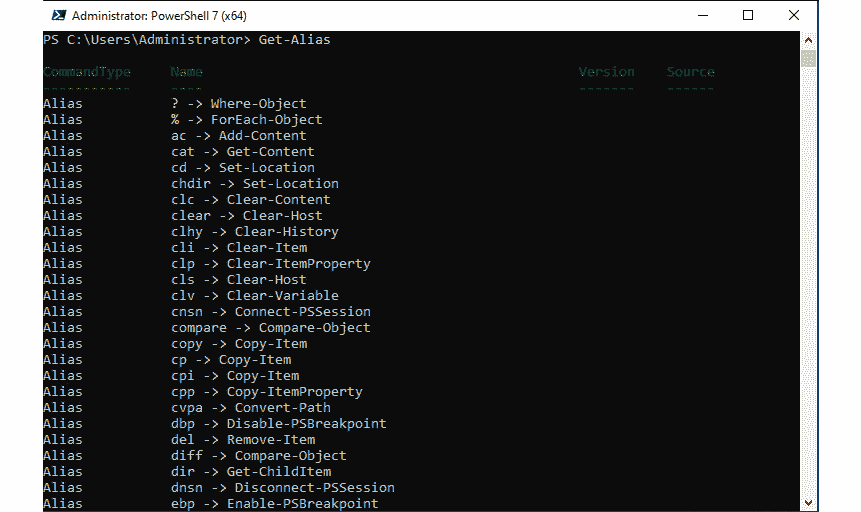 Administrator: PowerShell 7 (x64)
PS C:\Users\Administrator> Get-Alias
CommandType Name Version Source
----------- ---- ------- ------
Alias ? -> Where-Object
Alias % -> ForEach-Object
Alias ac -> Add-Content
Alias cat -> Get-Content
Alias cd -> Set-Location
Alias chdir -> Set-Location
Alias clc -> Clear-Content
Alias clear -> Clear-Host
Alias clhy -> Clear-History
Alias cli -> Clear-Item
Alias clp -> Clear-ItemProperty
Alias cls -> Clear-Host
Alias clv -> Clear-Variable
Alias cnsn -> Connect-PSSession
Alias compare -> Compare-Object
Alias copy -> Copy-Item
Alias cp -> Copy-Item
Alias cpi -> Copy-Item
Alias cpp -> Copy-ItemProperty
Alias cvpa -> Convert-Path
Alias dbp -> Disable-PSBreakpoint
Alias del -> Remove-Item
Alias diff -> Compare-Object
Alias dir -> Get-ChildItem
Alias dnsn -> Disconnect-PSSession
Alias ebp -> Enable-PSBreakpoint